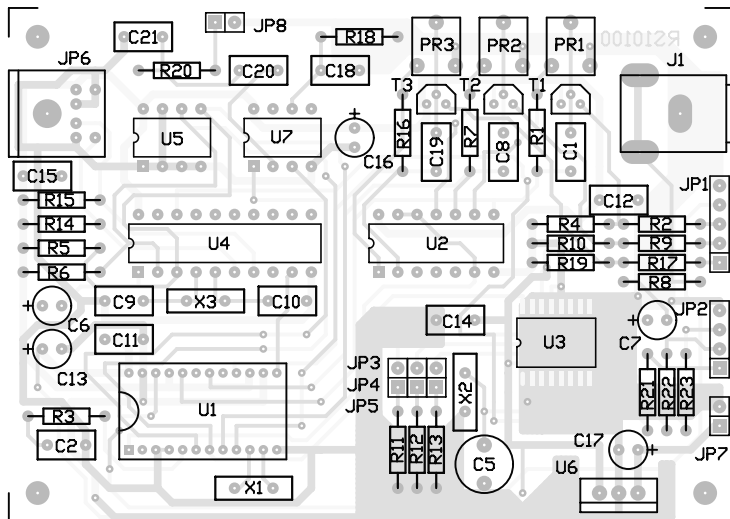 C21
JP8
R18
PR3
PR2
PR1
RS10100
JP6
R20
C20
C18
J1
T3
T2
T1
U5
U7
C16
R16
C19
R7
C8
R1
C1
C15
R15
C12
JP1
R14
R4
R2
R5
U4
U2
R10
R9
R6
R19
R17
R8
C9
X3
C10
C6
C14
JP2
C11
U3
C7
C13
JP3
JP4
X2
JP5
R21
R22
R23
R3
U1
C2
R11
R12
R13
C5
C17
U6
JP7
X1